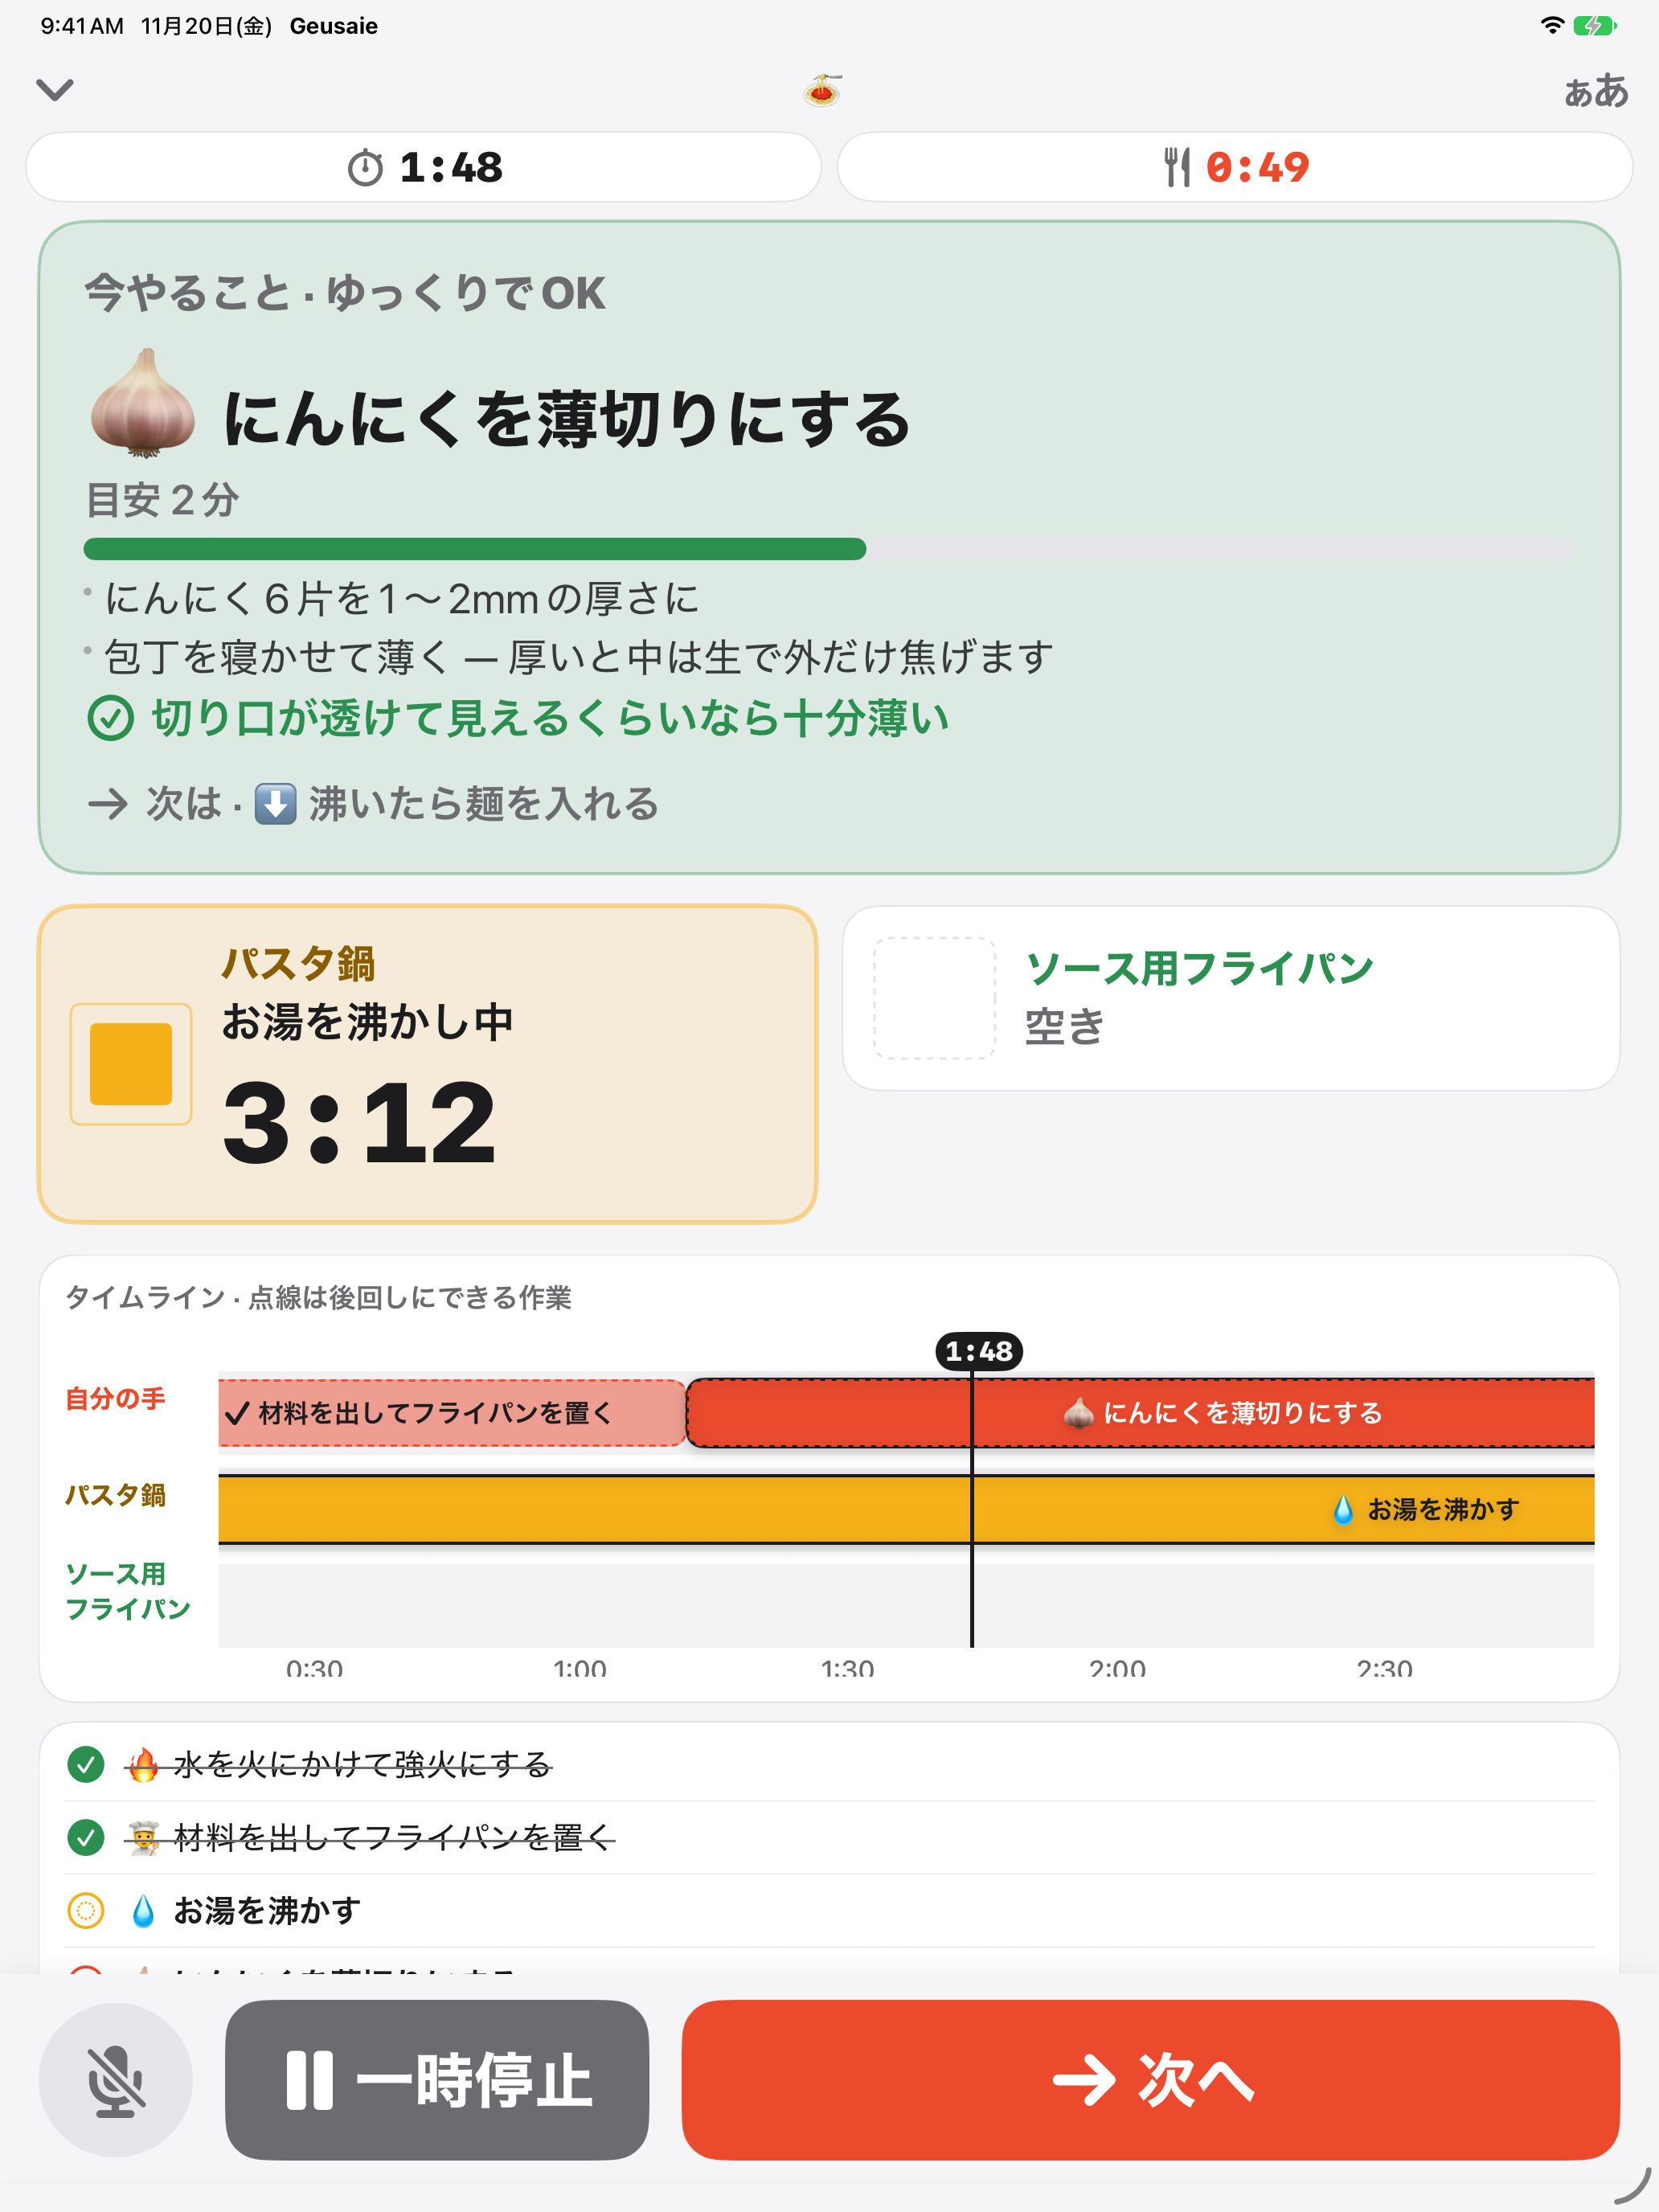 9:41 AM 11月20日(金) Geusaie
ぁあ
1:48
0:49
今やること · ゆっくりでOK
にんにくを薄切りにする
目安 2 分
にんにく 6 片を 1〜2mm の厚さに
包丁を寝かせて薄く — 厚いと中は生で外だけ焦げます
切り口が透けて見えるくらいなら十分薄い
→ 次は · ⬇️ 沸いたら麺を入れる
パスタ鍋
お湯を沸かし中
3:12
ソース用フライパン
空き
タイムライン · 点線は後回しにできる作業
1:48
自分の手
✓ 材料を出してフライパンを置く
にんにくを薄切りにする
パスタ鍋
お湯を沸かす
ソース用
フライパン
0:30 1:00 1:30 2:00 2:30
水を火にかけて強火にする
材料を出してフライパンを置く
お湯を沸かす
にんにくを薄切りにする
一時停止
→ 次へ